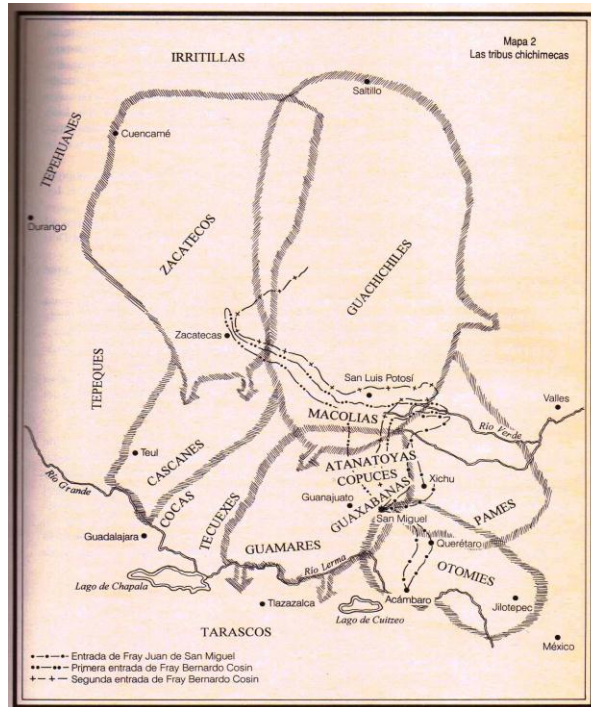 Mapa 2
Las tribus chichimecas
IRRITILLAS
Saltillo
Cuencamé
TEPEHUANES
Durango
ZACATECOS
GUACHICHILES
Zacatecas
San Luis Potosí
TEPEQUES
MACOLIAS
Valles
Río Verde
Teul
CASCANES
ATANATOYAS
COPUCES
Xichu
Río Grande
COCAS
Guanajuato
GUAXABANAS
San Miguel
PAMES
TECUEXES
Guadalajara
GUAMARES
Querétaro
Río Lerma
OTOMIES
Lago de Chapala
Acámbaro
Tlazazalca
Lago de Cuitzeo
Jilotepec
TARASCOS
México
Entrada de Fray Juan de San Miguel
Primera entrada de Fray Bernardo Cosin
Segunda entrada de Fray Bernardo Cosin